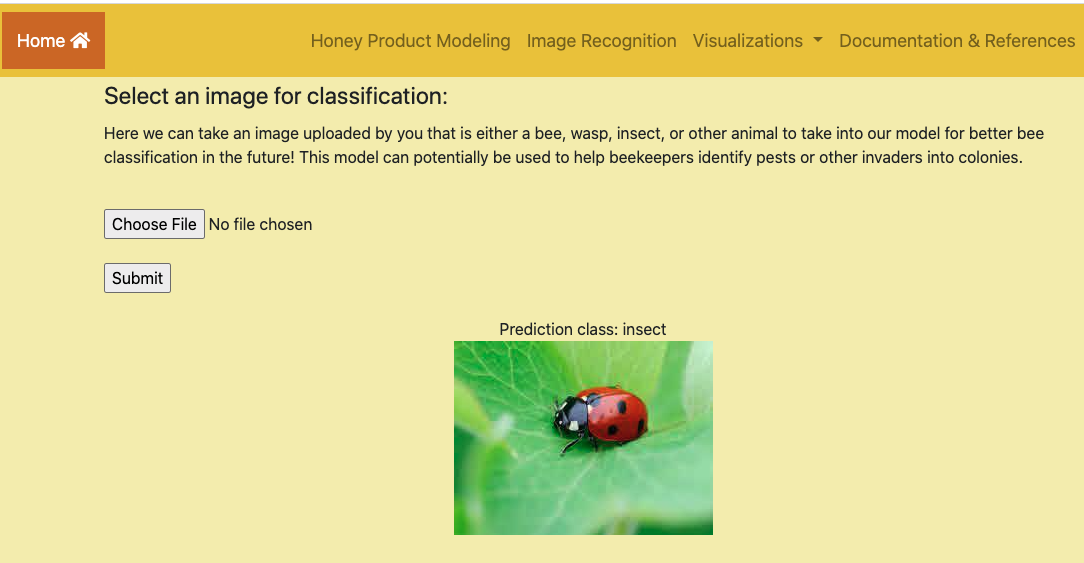 Home
Honey Product Modeling Image Recognition Visualizations Documentation & References
Select an image for classification:
Here we can take an image uploaded by you that is either a bee, wasp, insect, or other animal to take into our model for better bee
classification in the future! This model can potentially be used to help beekeepers identify pests or other invaders into colonies.
Choose File No file chosen
Submit
Prediction class: insect